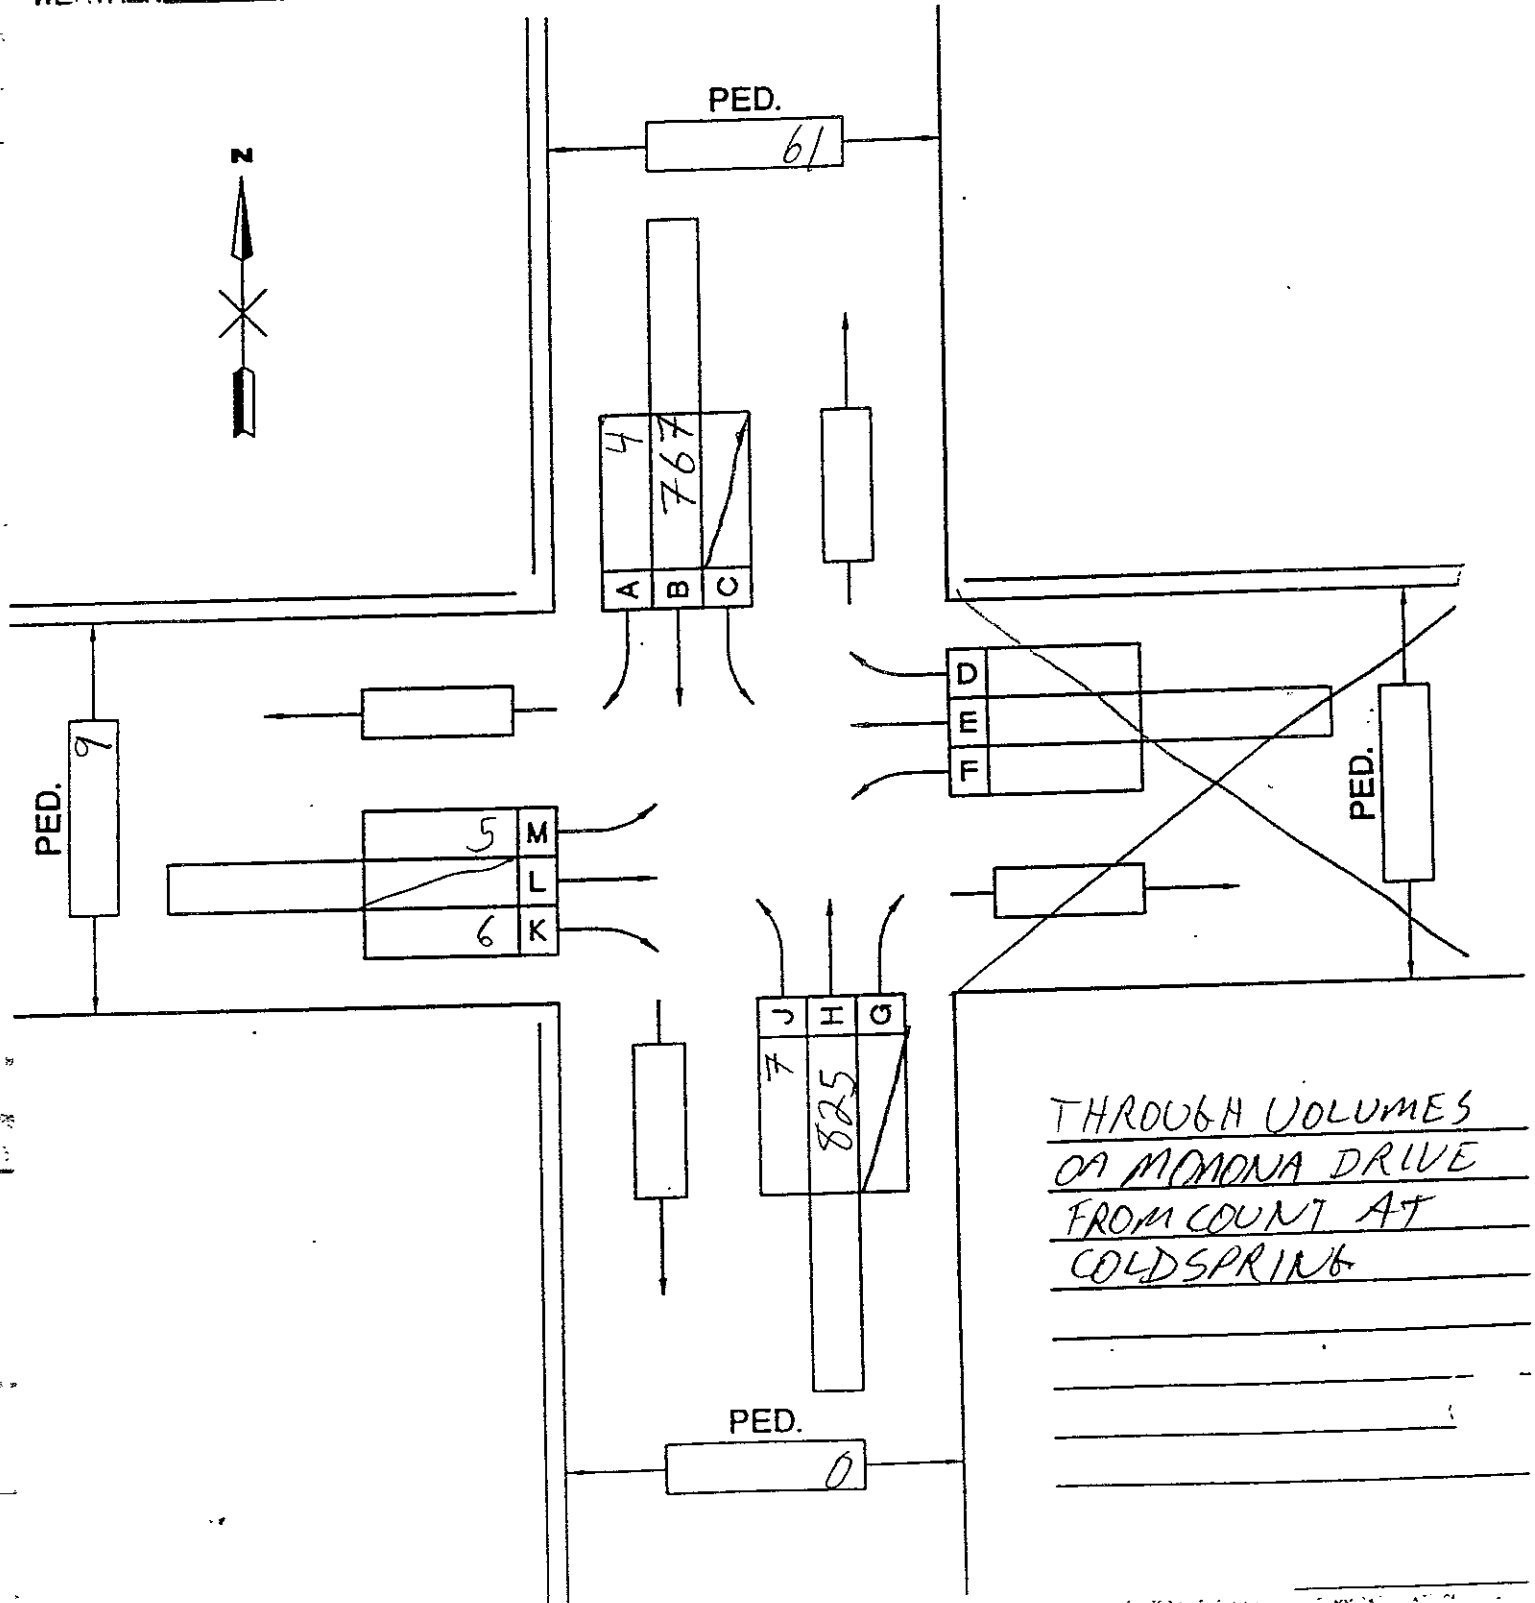 PED.
61
N
4
767
A
B
C
D
E
F
PED.
9
PED.
5
M
L
6
K
J
H
G
7
825
THROUGH VOLUMES
ON MONONA DRIVE
FROM COUNT AT
COLDSPRING
PED.
0